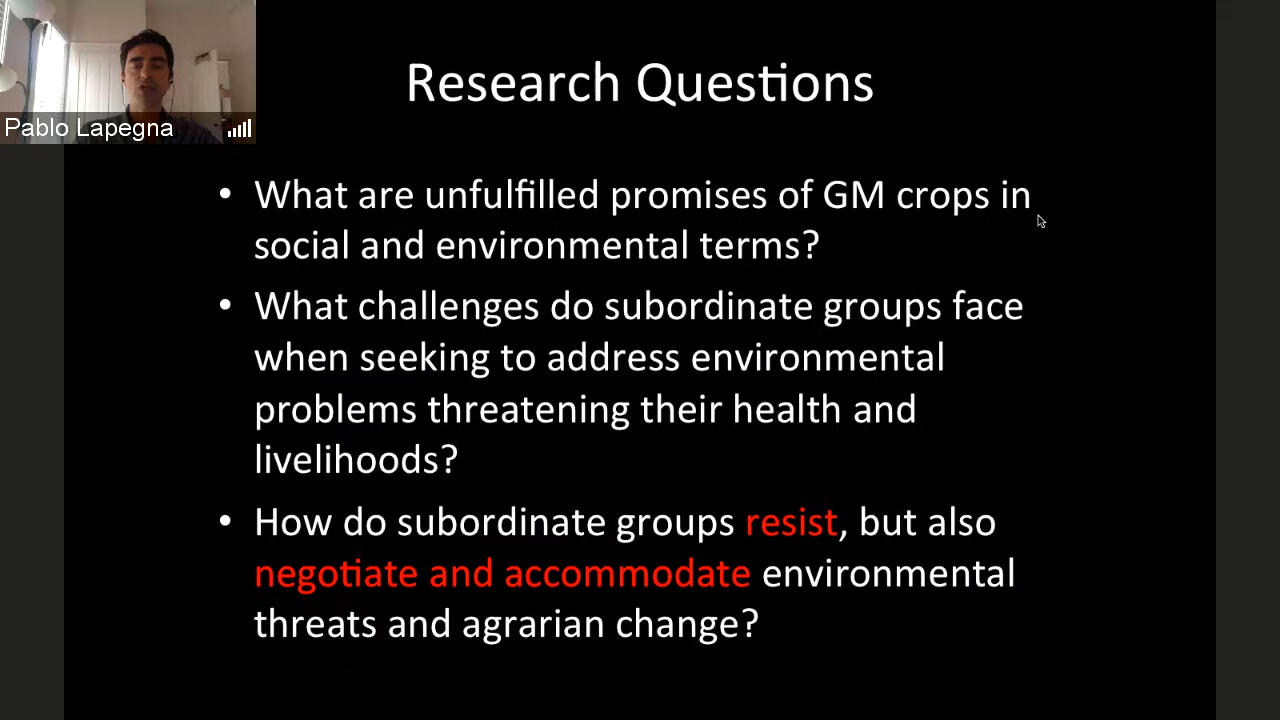 Pablo Lapegna
Research Questions
• What are unfulfilled promises of GM crops in
social and environmental terms?
• What challenges do subordinate groups face
when seeking to address environmental
problems threatening their health and
livelihoods?
• How do subordinate groups resist, but also
negotiate and accommodate environmental
threats and agrarian change?